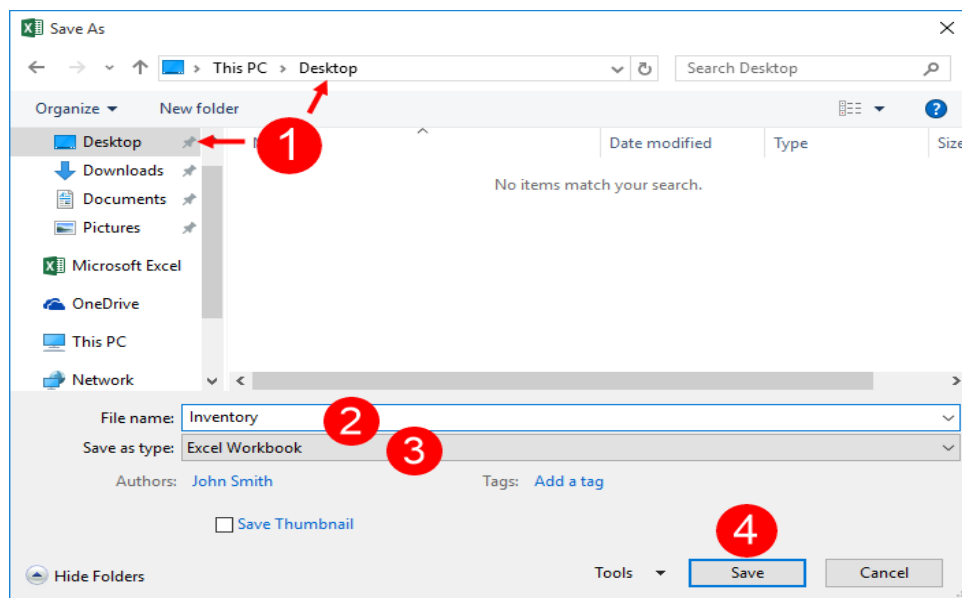 Save As
This PC > Desktop
Search Desktop
Organize
New folder
?
Desktop
1
Date modified
Type
Size
Downloads
No items match your search.
Documents
Pictures
Microsoft Excel
OneDrive
This PC
Network
File name: Inventory
2
Save as type: Excel Workbook
3
Authors: John Smith
Tags: Add a tag
Save Thumbnail
4
Hide Folders
Tools
Save
Cancel